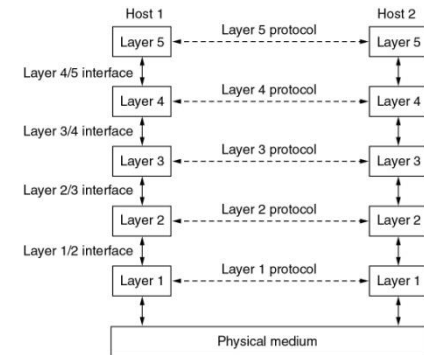 Host 1 Host 2
Layer 5 Layer 5 protocol Layer 5
Layer 4/5 interface
Layer 4 Layer 4 protocol Layer 4
Layer 3/4 interface
Layer 3 Layer 3 protocol Layer 3
Layer 2/3 interface
Layer 2 Layer 2 protocol Layer 2
Layer 1/2 interface
Layer 1 Layer 1 protocol Layer 1
Physical medium